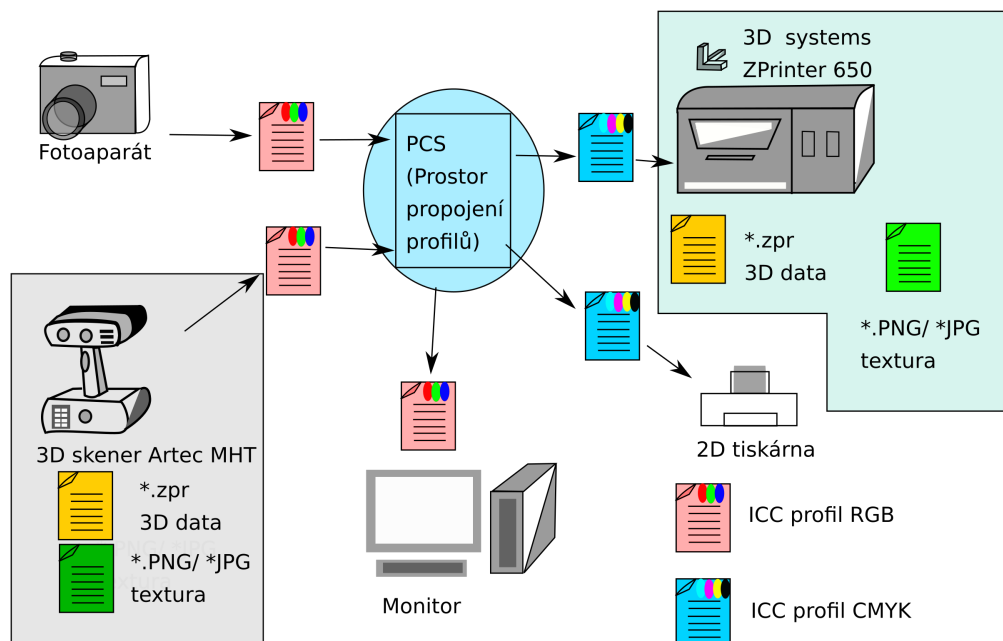 3D systems
ZPrinter 650
Fotoaparát
PCS
(Prostor
propojení
profilů)
*.zpr
3D data
*.PNG/ *JPG
textura
3D skener Artec MHT
*.zpr
3D data
*.PNG/ *JPG
textura
2D tiskárna
Monitor
ICC profil RGB
ICC profil CMYK